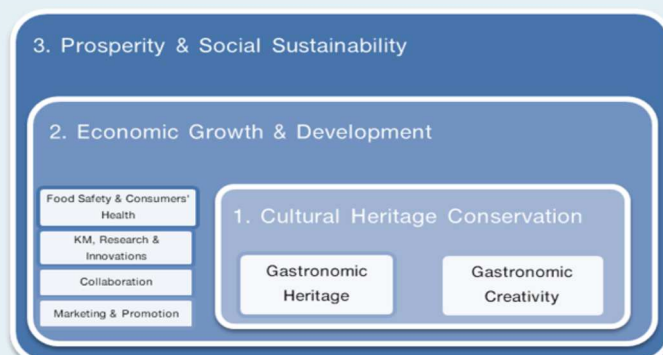 3. Prosperity & Social Sustainability
2. Economic Growth & Development
Food Safety & Consumers'
Health
KM, Research &
Innovations
Collaboration
Marketing & Promotion
1. Cultural Heritage Conservation
Gastronomic
Heritage
Gastronomic
Creativity